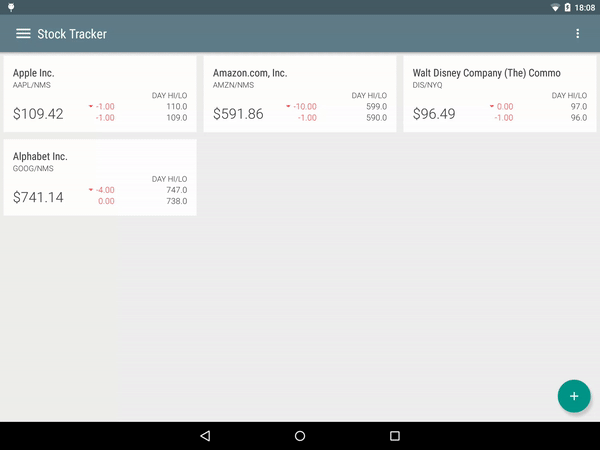 18:08
Stock Tracker
Apple Inc.
AAPL/NMS
DAY HI/LO
$109.42 -1.00 110.0
-1.00 109.0
Amazon.com, Inc.
AMZN/NMS
DAY HI/LO
$591.86 -10.00 599.0
-1.00 590.0
Walt Disney Company (The) Commo
DIS/NYQ
DAY HI/LO
$96.49 0.00 97.0
-1.00 96.0
Alphabet Inc.
GOOG/NMS
DAY HI/LO
$741.14 -4.00 747.0
0.00 738.0